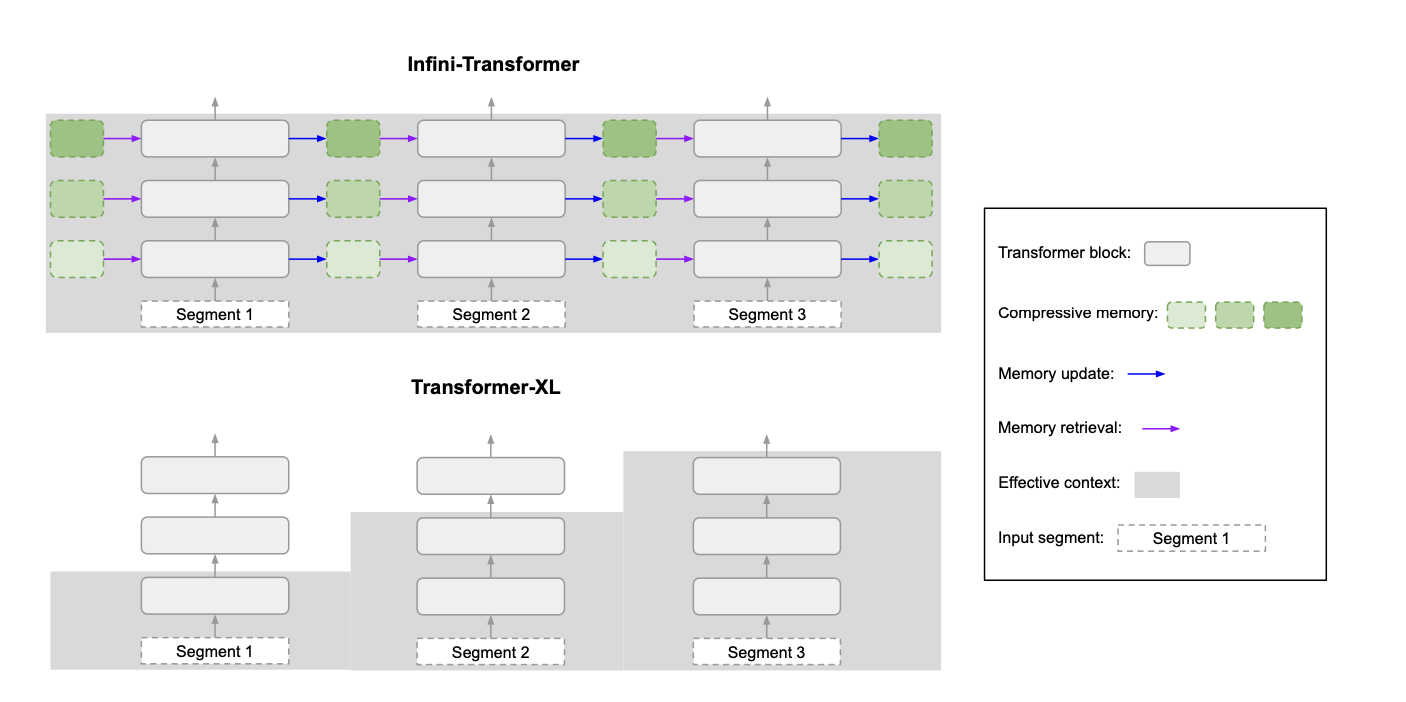 Infini-Transformer
Segment 1
Segment 2
Segment 3
Transformer-XL
Segment 1
Segment 2
Segment 3
Transformer block:
Compressive memory:
Memory update:
Memory retrieval:
Effective context:
Input segment: Segment 1